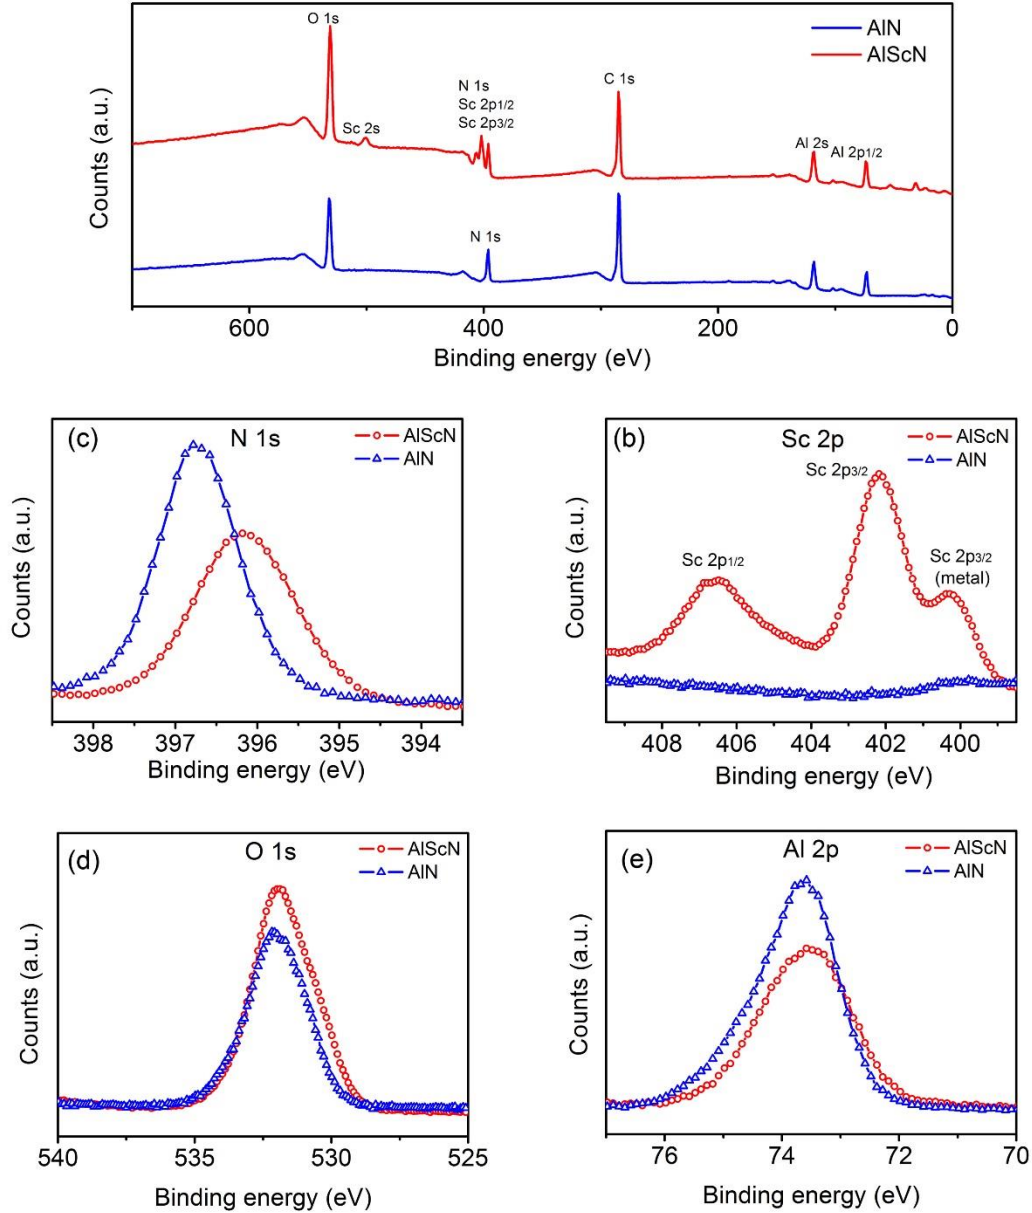 O 1s
AlN
AlScN
N 1s
Sc 2p1/2
Sc 2p3/2
C 1s
Sc 2s
Al 2s
Al 2p1/2
N 1s
Counts (a.u.)
600
400
200
0
Binding energy (eV)
(c)
N 1s
AlScN
AlN
Counts (a.u.)
398
397
396
395
394
Binding energy (eV)
(b)
Sc 2p
AlScN
AlN
Sc 2p3/2
Sc 2p1/2
Sc 2p3/2
(metal)
Counts (a.u.)
408
406
404
402
400
Binding energy (eV)
(d)
O 1s
AlScN
AlN
Counts (a.u.)
540
535
530
525
Binding energy (eV)
(e)
Al 2p
AlScN
AlN
Counts (a.u.)
76
74
72
70
Binding energy (eV)